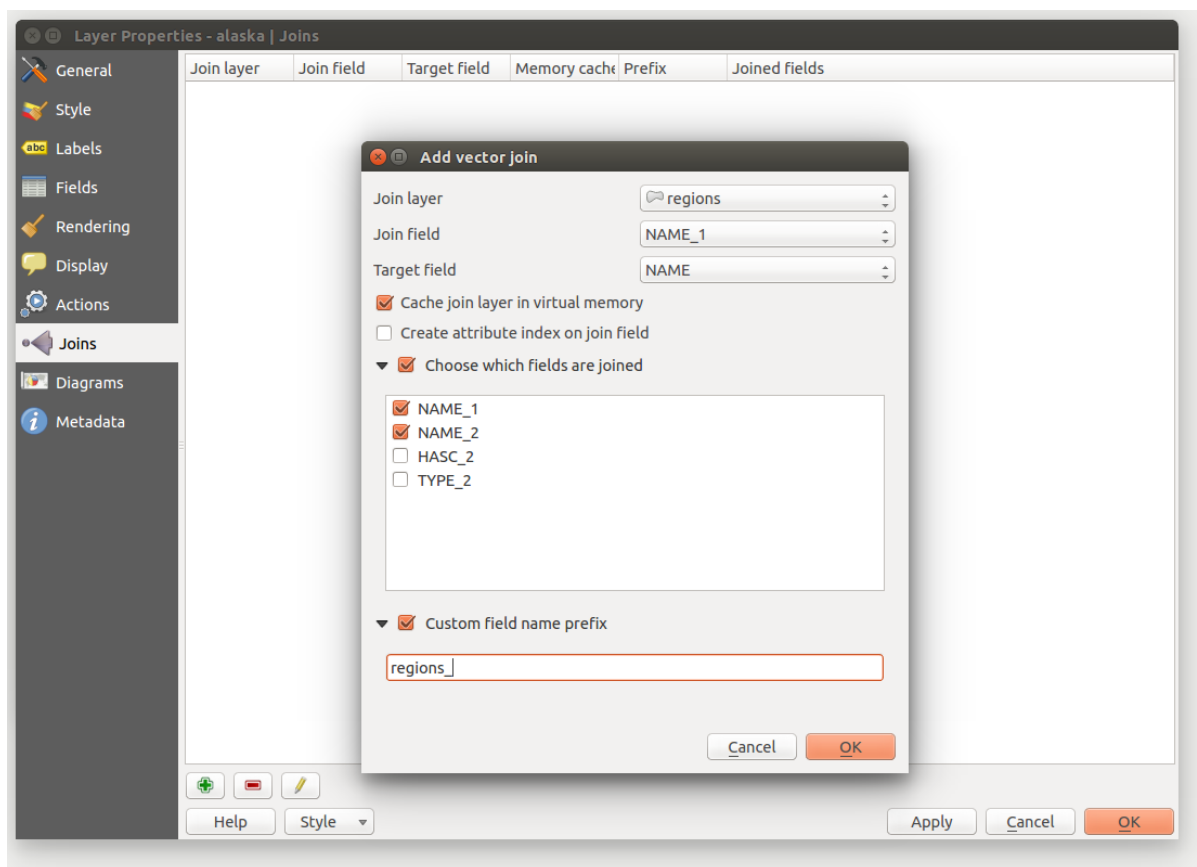 Layer Properties - alaska | Joins
General
Style
Labels
Fields
Rendering
Display
Actions
Joins
Diagrams
Metadata
abc
i
Join layer Join field Target field Memory cache Prefix Joined fields
Add vector join
Join layer regions
Join field NAME_1
Target field NAME
Cache join layer in virtual memory
Create attribute index on join field
Choose which fields are joined
NAME_1
NAME_2
HASC_2
TYPE_2
Custom field name prefix
regions_
Cancel OK
Help Style Apply Cancel OK